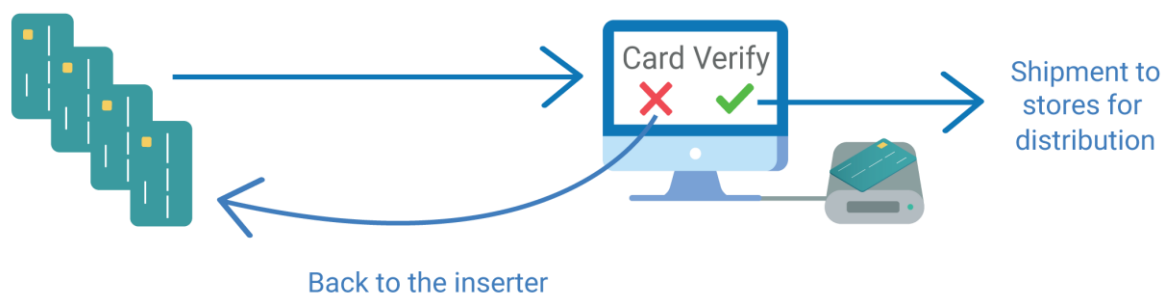 Card Verify
Shipment to
stores for
distribution
Back to the inserter